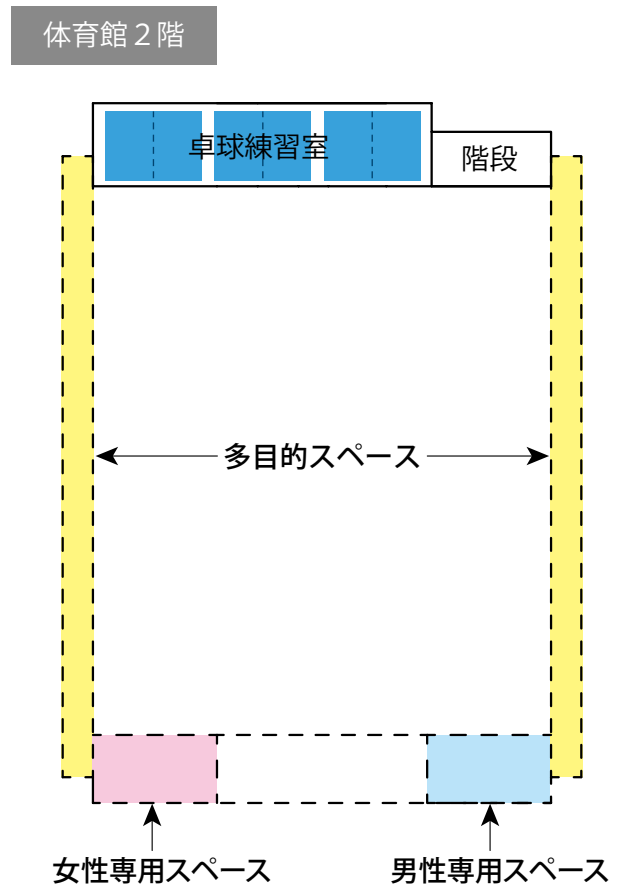 体育館２階
卓球練習室
階段
多目的スペース
女性専用スペース
男性専用スペース